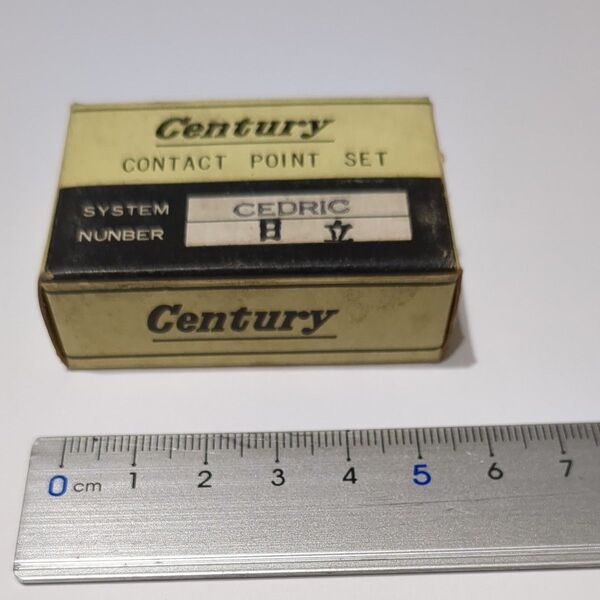 Century
CONTACT POINT SET
SYSTEM CEDRIC
NUNBER 日立
Century
0 cm 1 2 3 4 5 6 7